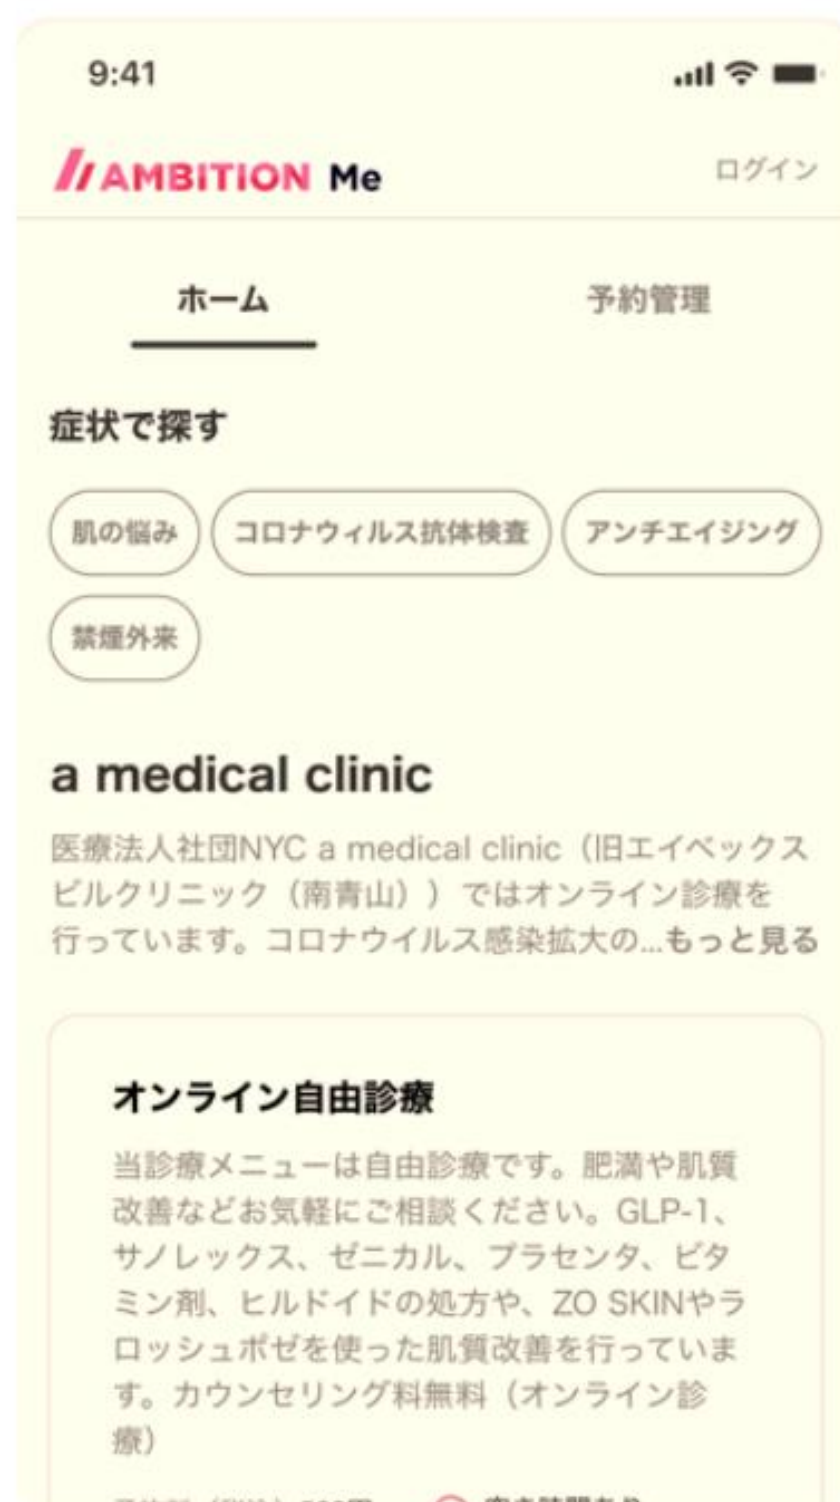 9:41
AMBITION Me
ログイン
ホーム
予約管理
症状で探す
肌の悩み
コロナウィルス抗体検査
アンチエイジング
禁煙外来
a medical clinic
医療法人社団NYC a medical clinic（旧エイベックス
ビルクリニック（南青山））ではオンライン診療を
行っています。コロナウイルス感染拡大の...もっと見る
オンライン自由診療
当診療メニューは自由診療です。肥満や肌質
改善などお気軽にご相談ください。GLP-1、
サノレックス、ゼニカル、プラセンタ、ビタ
ミン剤、ヒルドイドの処方や、ZO SKINやラ
ロッシュポゼを使った肌質改善を行っていま
す。カウンセリング料無料（オンライン診
療）